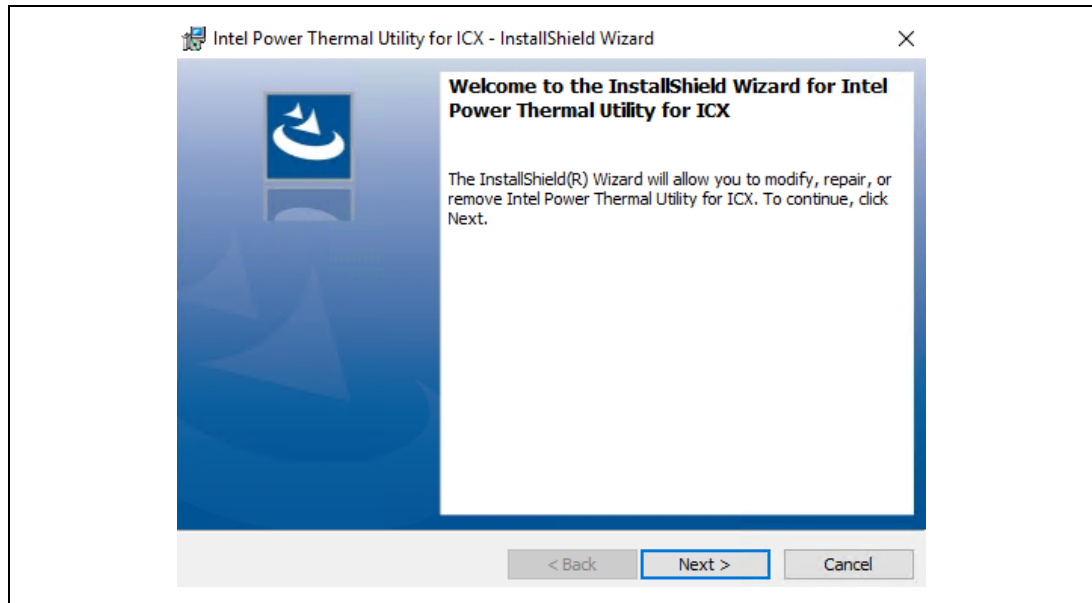 Intel Power Thermal Utility for ICX - InstallShield Wizard
Welcome to the InstallShield Wizard for Intel
Power Thermal Utility for ICX
The InstallShield(R) Wizard will allow you to modify, repair, or
remove Intel Power Thermal Utility for ICX. To continue, click
Next.
< Back Next > Cancel